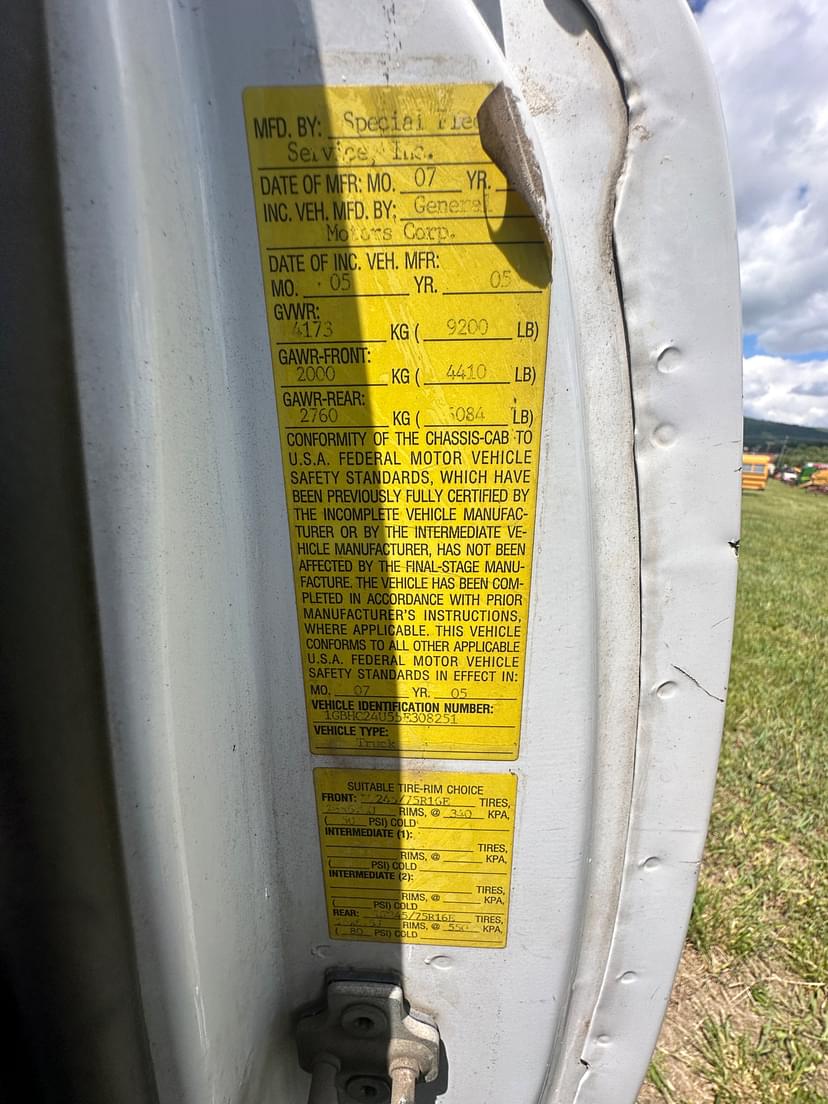 MFD. BY: Special Fleet
Service, Inc.
DATE OF MFR: MO. 07 YR.
INC. VEH. MFD. BY: General
Motors Corp.
DATE OF INC. VEH. MFR:
MO. 05 YR. 05
GVWR:
4173 KG ( 9200 LB)
GAWR-FRONT:
2000 KG ( 4410 LB)
GAWR-REAR:
2760 KG ( 6084 LB)
CONFORMITY OF THE CHASSIS-CAB TO
U.S.A. FEDERAL MOTOR VEHICLE
SAFETY STANDARDS, WHICH HAVE
BEEN PREVIOUSLY FULLY CERTIFIED BY
THE INCOMPLETE VEHICLE MANUFAC-
TURER OR BY THE INTERMEDIATE VE-
HICLE MANUFACTURER, HAS NOT BEEN
AFFECTED BY THE FINAL-STAGE MANU-
FACTURE. THE VEHICLE HAS BEEN COM-
PLETED IN ACCORDANCE WITH PRIOR
MANUFACTURER'S INSTRUCTIONS,
WHERE APPLICABLE. THIS VEHICLE
CONFORMS TO ALL OTHER APPLICABLE
U.S.A. FEDERAL MOTOR VEHICLE
SAFETY STANDARDS IN EFFECT IN:
MO. 07 YR. 05
VEHICLE IDENTIFICATION NUMBER:
1GBHC24U55E308251
VEHICLE TYPE:
Truck
SUITABLE TIRE-RIM CHOICE
FRONT: 245/75R16E TIRES,
RIMS, @ 340 KPA,
( 50 PSI) COLD
INTERMEDIATE (1):
TIRES,
RIMS, @ KPA,
( PSI) COLD
INTERMEDIATE (2):
TIRES,
RIMS, @ KPA,
( PSI) COLD
REAR: 245/75R16E TIRES,
RIMS, @ 550 KPA,
( 80 PSI) COLD